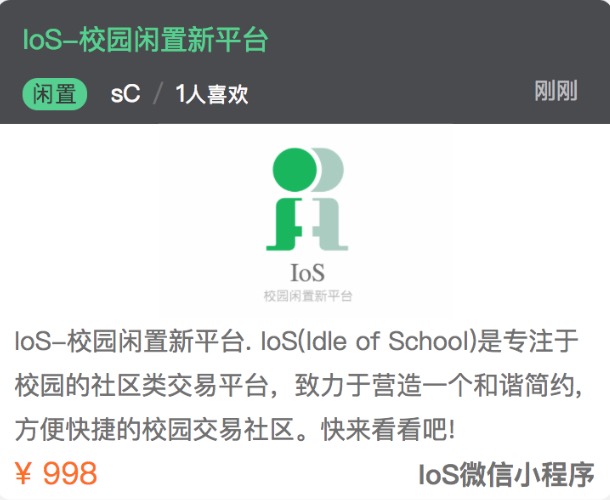 IoS-校园闲置新平台
闲置 sC / 1人喜欢 刚刚
IoS
校园闲置新平台
IoS-校园闲置新平台. IoS(Idle of School)是专注于
校园的社区类交易平台，致力于营造一个和谐简约，
方便快捷的校园交易社区。快来看看吧!
¥ 998 IoS微信小程序